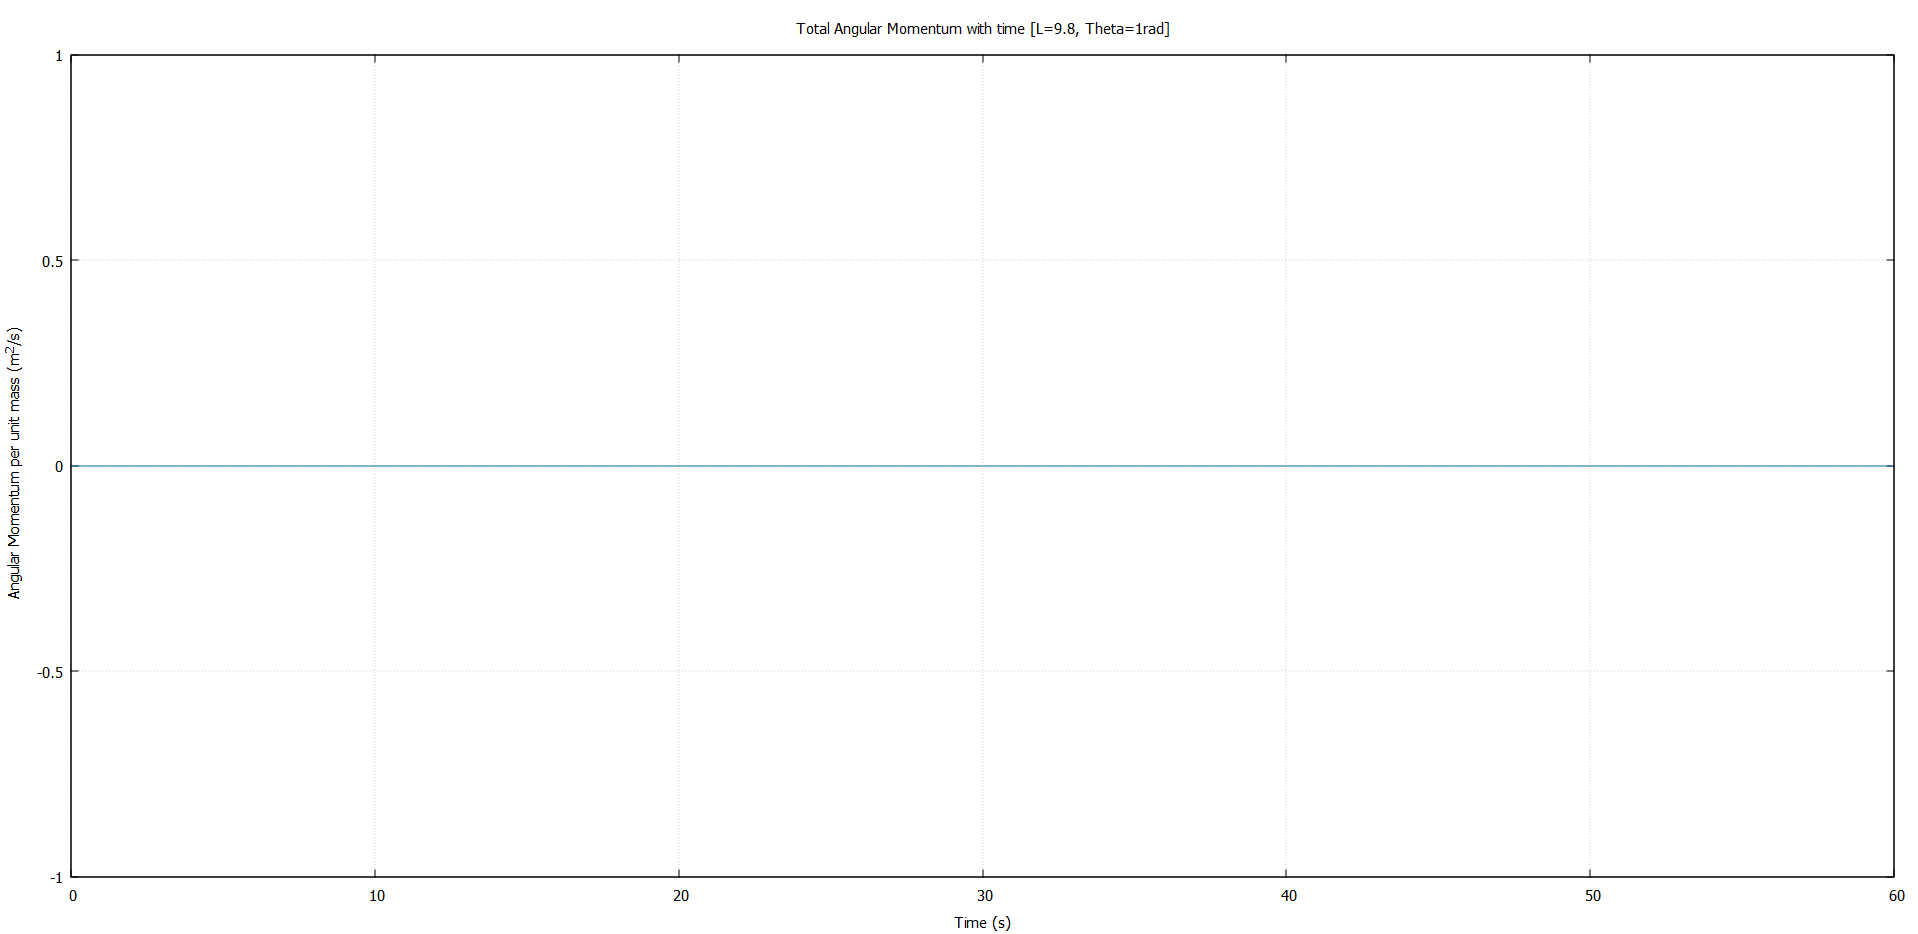 Total Angular Momentum with time [L=9.8, Theta=1rad]
1
0.5
0
-0.5
-1
Angular Momentum per unit mass (m²/s)
0 10 20 30 40 50 60
Time (s)